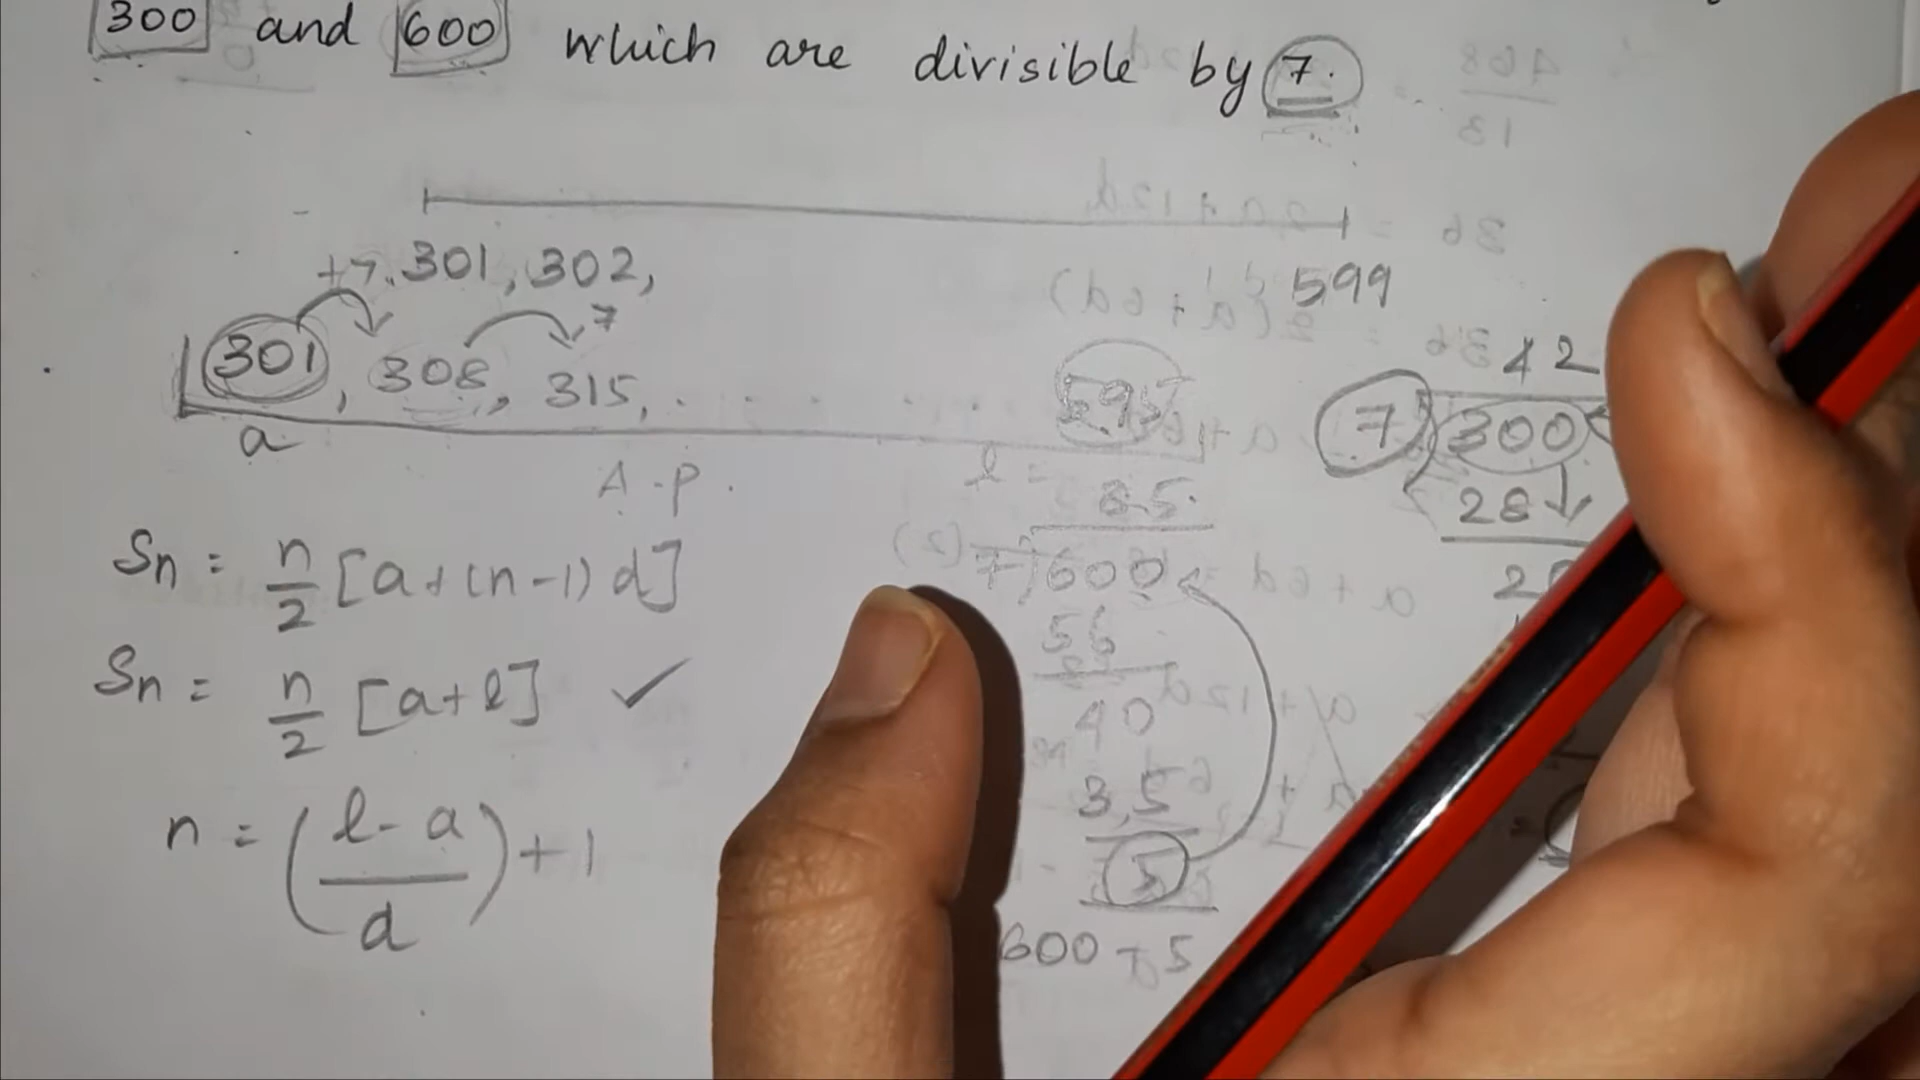 300 and 600 which are divisible by 7.
+7 301, 302,
599
7
301, 308, 315, . . . . . . 595
a
A.P.
l =
42
7)300
28
2
85
7)600
56
40
35
5
600 - 5
Sn = n/2 [a+(n-1)d]
Sn = n/2 [a+l] ✓
n = (l-a/d)+1